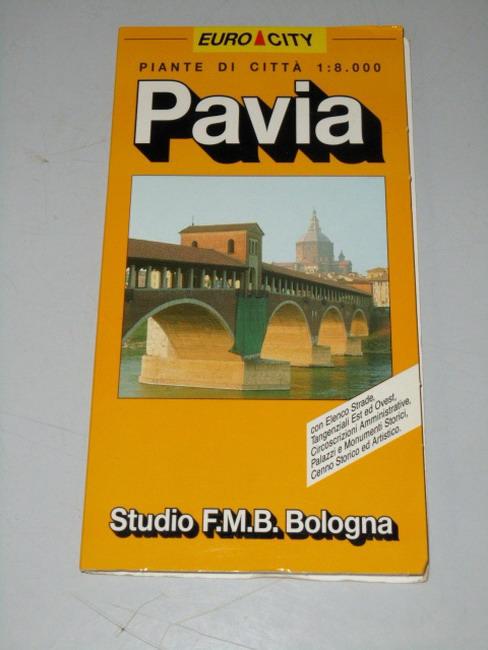 EURO CITY
PIANTE DI CITTÀ 1:8.000
Pavia
con Elenco Strade,
Tangenziali Est ed Ovest,
Circoscrizioni Amministrative,
Palazzi e Monumenti Storici,
Cenno Storico ed Artistico.
Studio F.M.B. Bologna